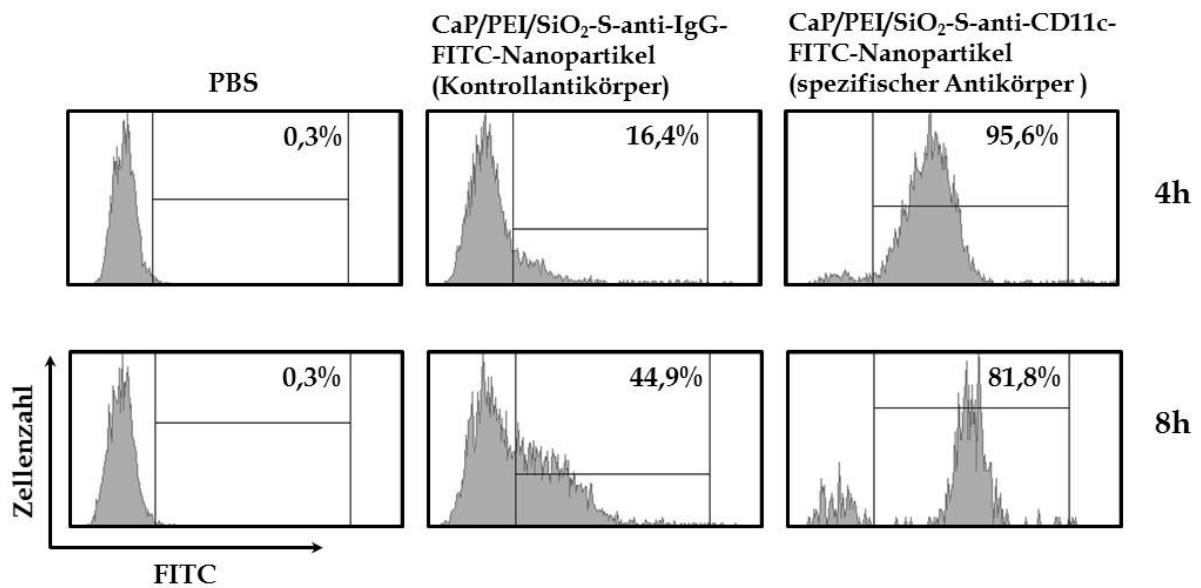 PBS
CaP/PEI/SiO₂-S-anti-IgG-
FITC-Nanopartikel
(Kontrollantikörper)
CaP/PEI/SiO₂-S-anti-CD11c-
FITC-Nanopartikel
(spezifischer Antikörper )
0,3%
16,4%
95,6%
4h
0,3%
44,9%
81,8%
8h
Zellenzahl
FITC